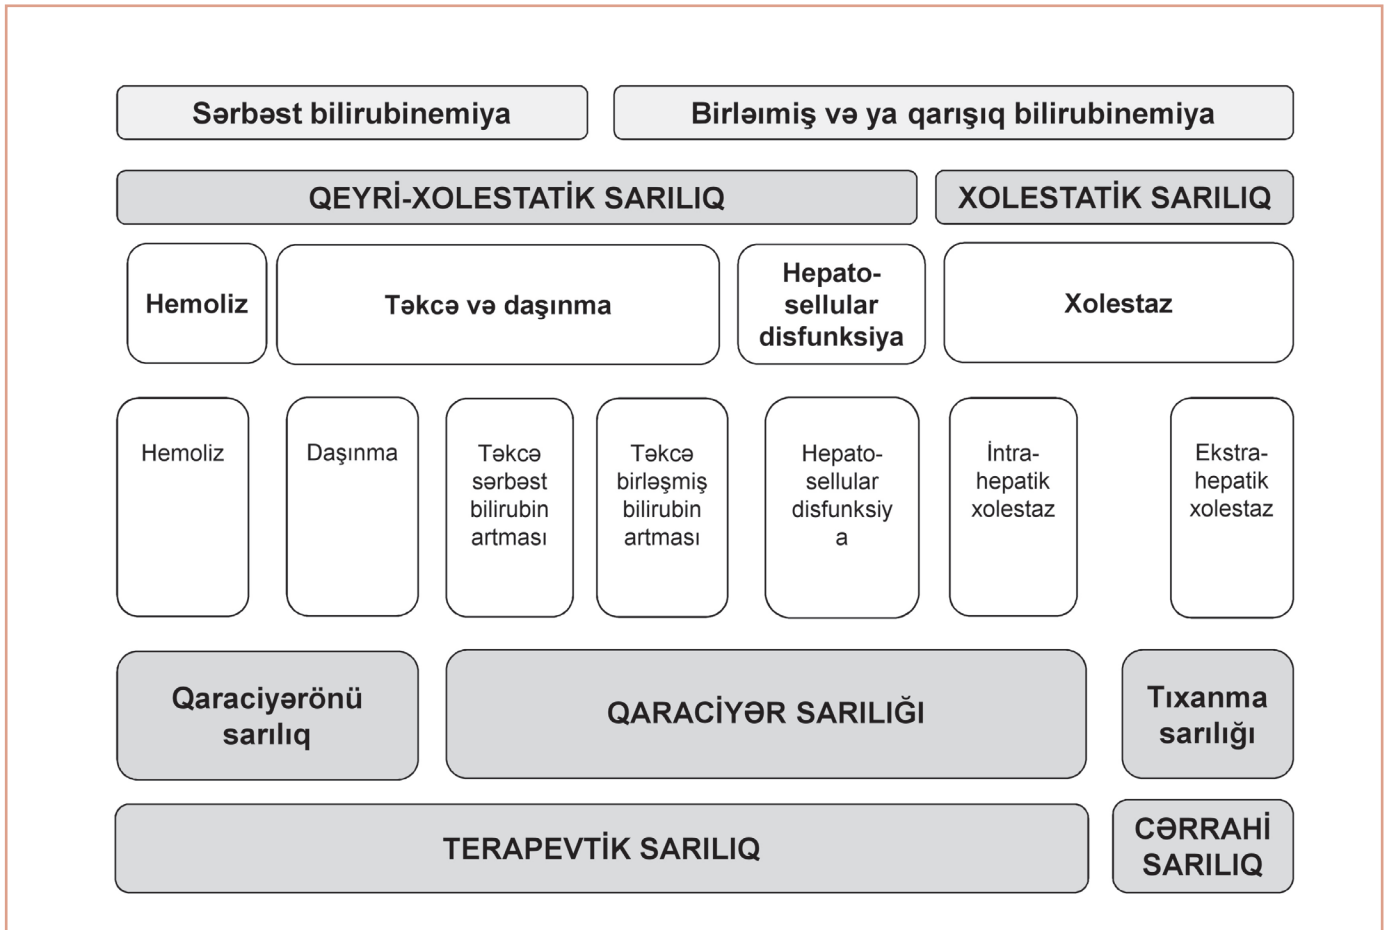 Sərbəst bilirubinemiya
Birləımiş və ya qarışıq bilirubinemiya
QEYRİ-XOLESTATİK SARILIQ
XOLESTATİK SARILIQ
Hemoliz
Təkcə və daşınma
Hepato-
sellular
disfunksiya
Xolestaz
Hemoliz
Daşınma
Təkcə
sərbəst
bilirubin
artması
Təkcə
birləşmiş
bilirubin
artması
Hepato-
sellular
disfunksiy
a
İntra-
hepatik
xolestaz
Ekstra-
hepatik
xolestaz
Qaraciyərönü
sarılıq
QARACİYƏR SARILIĞI
Tıxanma
sarılığı
TERAPEVTİK SARILIQ
CƏRRAHİ
SARILIQ